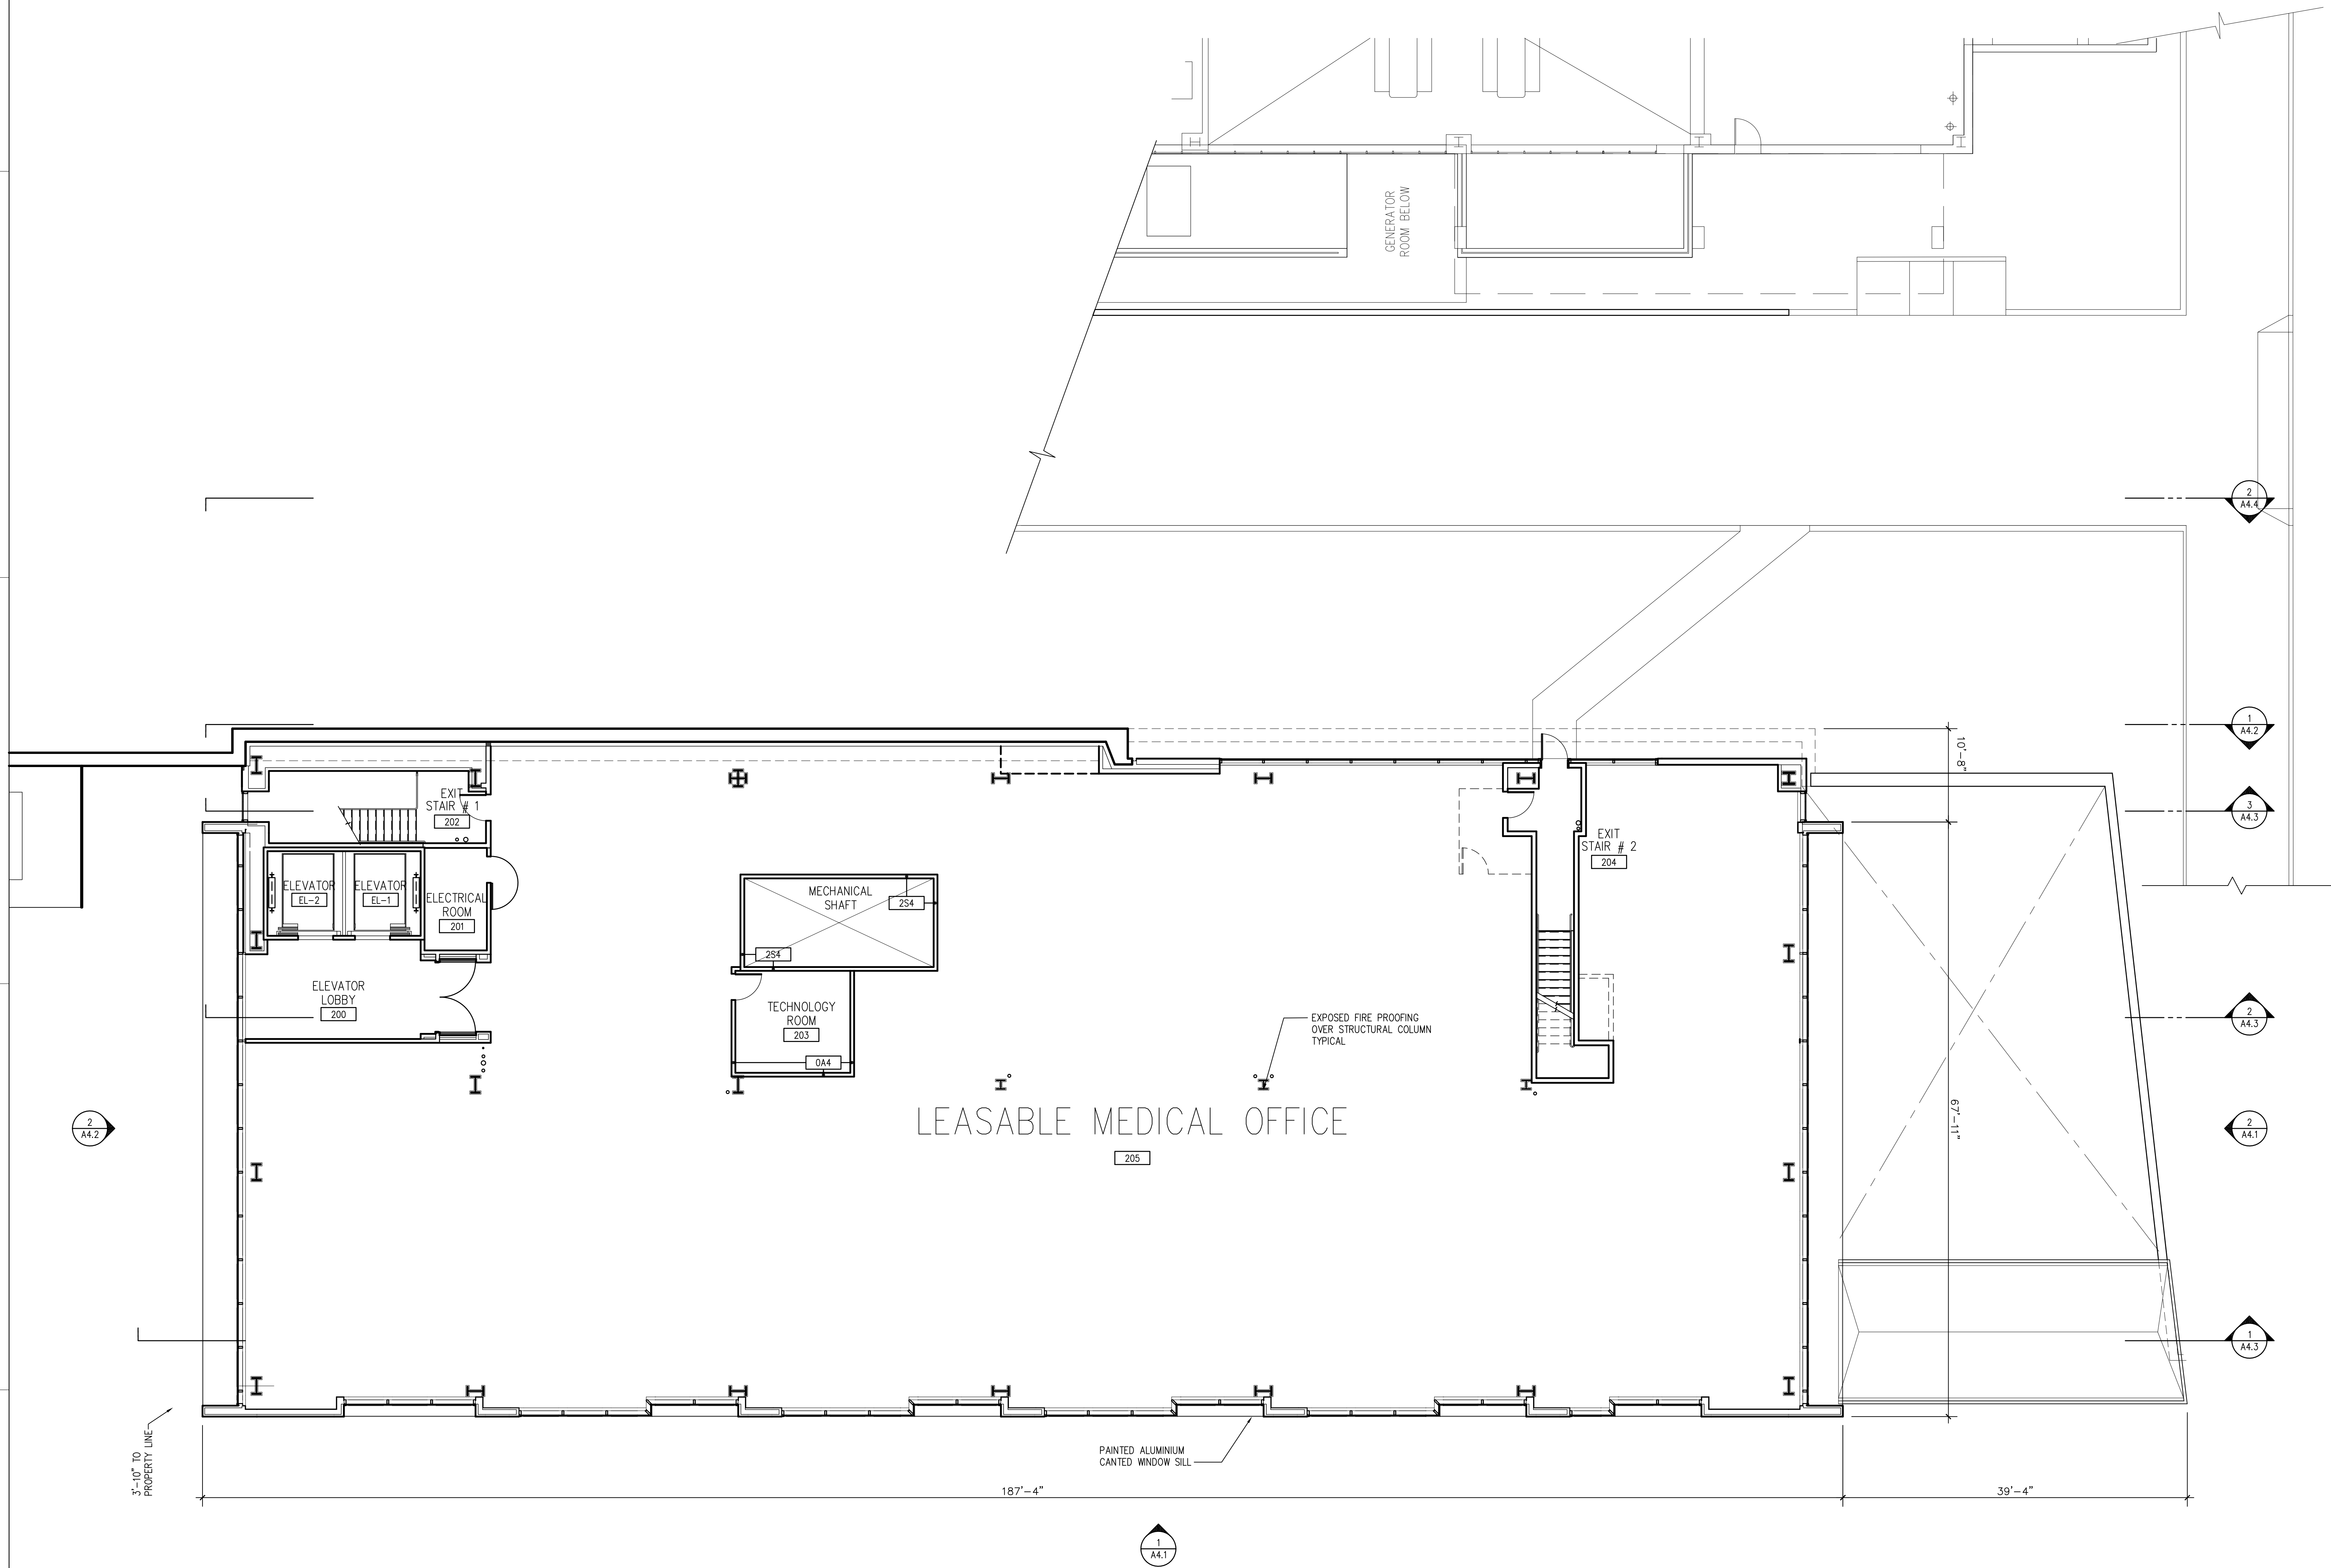 GENERATOR
ROOM BELOW
2
A4.4
1
A4.2
10'-8"
3
A4.3
EXIT
STAIR # 1
202
EXIT
STAIR # 2
204
ELEVATOR
EL-2
ELEVATOR
EL-1
ELECTRICAL
ROOM
201
MECHANICAL
SHAFT
2S4
2S4
ELEVATOR
LOBBY
200
TECHNOLOGY
ROOM
203
0A4
EXPOSED FIRE PROOFING
OVER STRUCTURAL COLUMN
TYPICAL
2
A4.3
LEASABLE MEDICAL OFFICE
205
2
A4.2
67'-11"
2
A4.1
1
A4.3
3'-10" TO
PROPERTY LINE
PAINTED ALUMINIUM
CANTED WINDOW SILL
187'-4"
39'-4"
1
A4.1